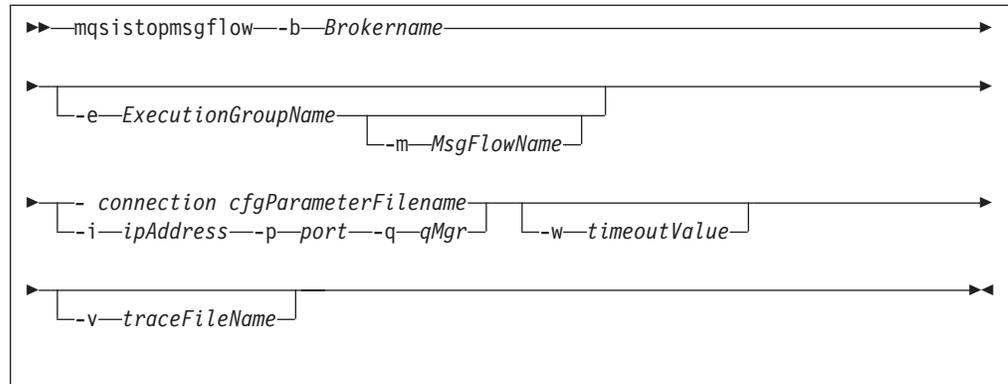 mqsistopmsgflow -b Brokername
-e ExecutionGroupName
-m MsgFlowName
- connection cfgParameterFilename
-i ipAddress -p port -q qMgr -w timeoutValue
-v traceFileName